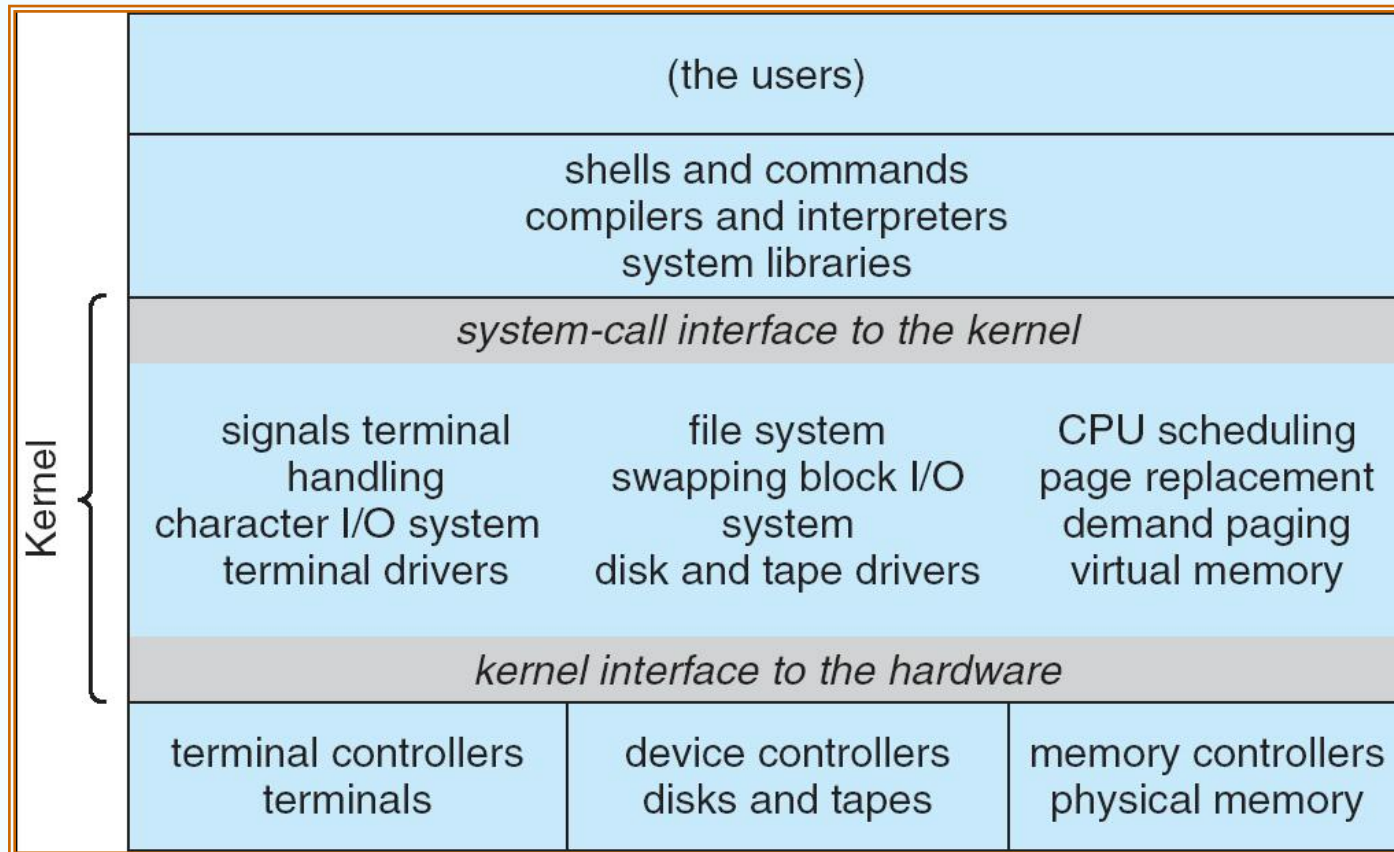 (the users)
shells and commands
compilers and interpreters
system libraries
system-call interface to the kernel
Kernel
signals terminal
handling
character I/O system
terminal drivers
file system
swapping block I/O
system
disk and tape drivers
CPU scheduling
page replacement
demand paging
virtual memory
kernel interface to the hardware
terminal controllers
terminals
device controllers
disks and tapes
memory controllers
physical memory